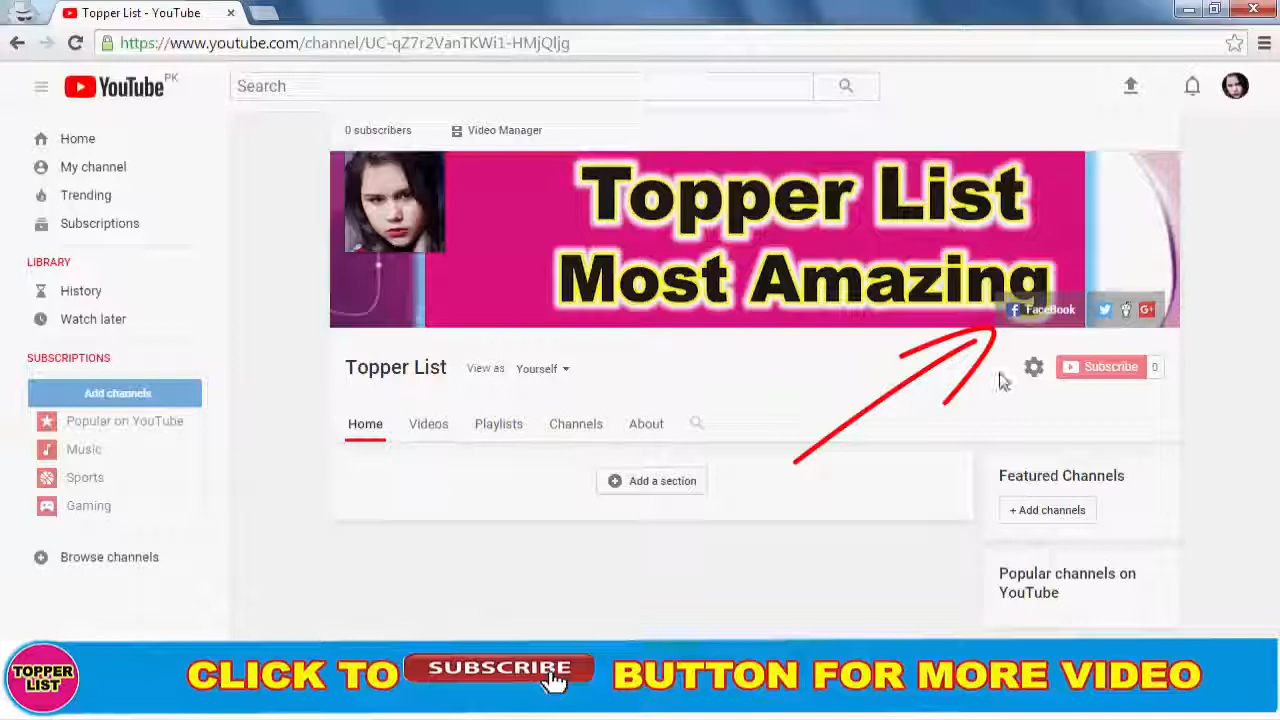 Topper List - YouTube
https://www.youtube.com/channel/UC-qZ7r2VanTKWi1-HMjQljg
YouTube PK
Search
Home
My channel
Trending
Subscriptions
LIBRARY
History
Watch later
SUBSCRIPTIONS
Add channels
Popular on YouTube
Music
Sports
Gaming
Browse channels
0 subscribers
Video Manager
Topper List
Most Amazing
FaceBook
Topper List
View as
Yourself
Subscribe
0
Home
Videos
Playlists
Channels
About
Add a section
Featured Channels
+ Add channels
Popular channels on
YouTube
TOPPER
LIST
CLICK TO SUBSCRIBE BUTTON FOR MORE VIDEO